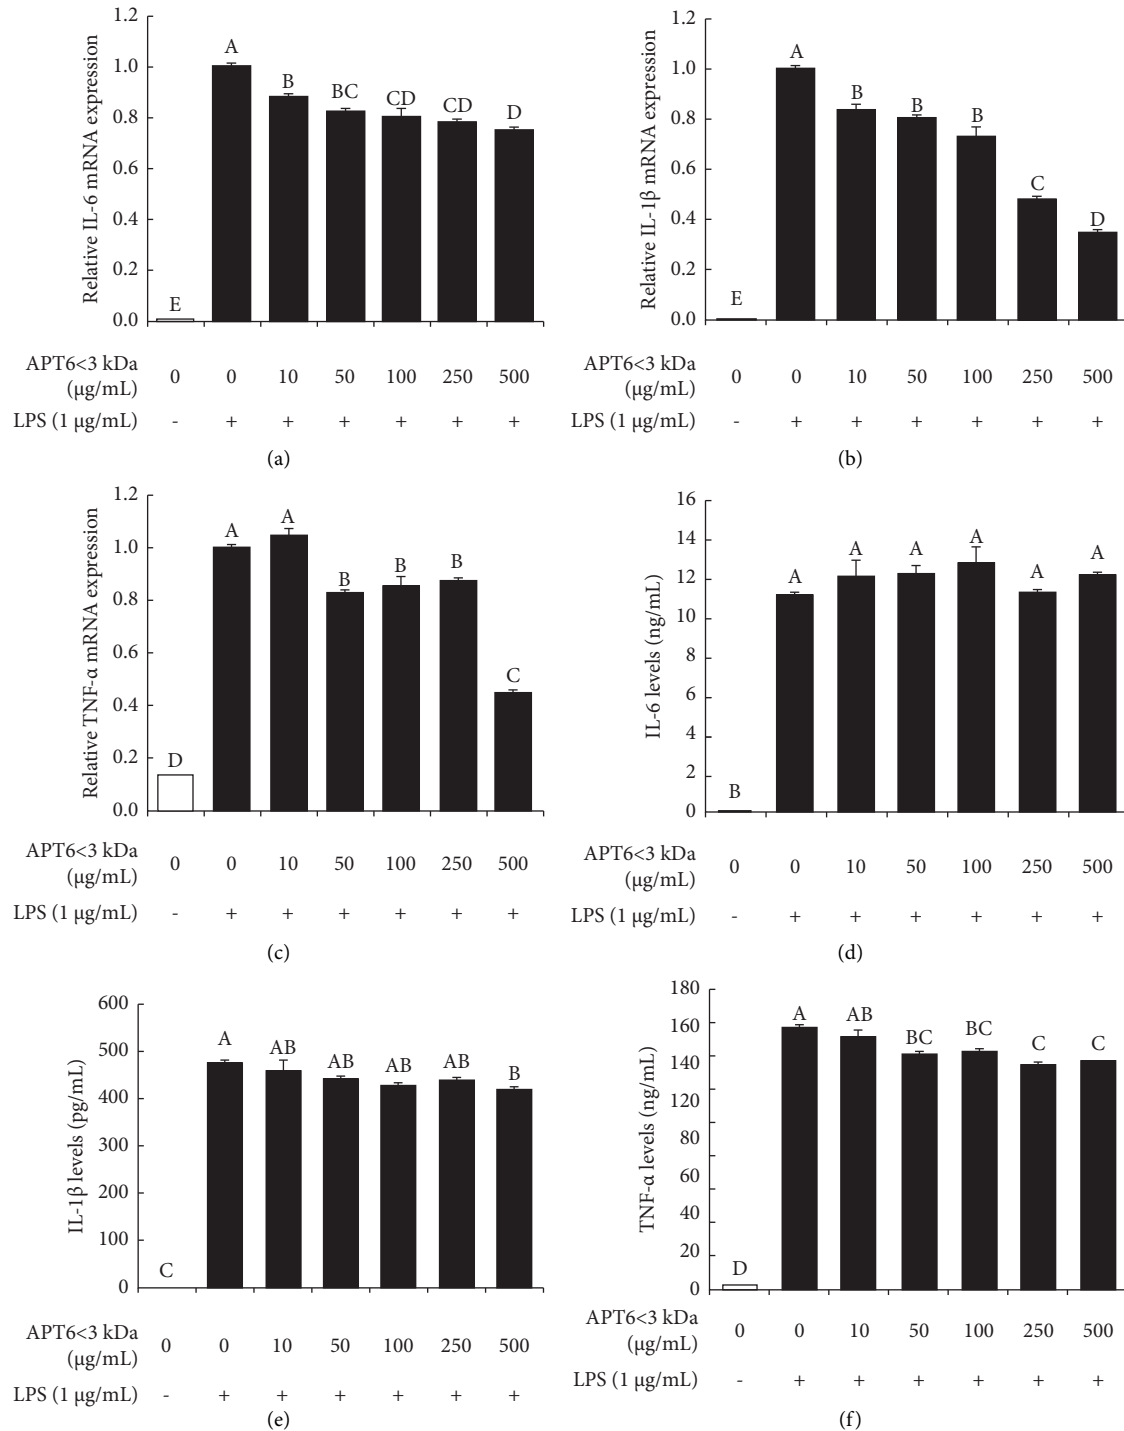 Relative IL-6 mRNA expression
1.2
1.0
0.8
0.6
0.4
0.2
0.0
E
A
B
BC
CD
CD
D
APT6<3 kDa
(µg/mL)
0 0 10 50 100 250 500
LPS (1 µg/mL) - + + + + + +
(a)
Relative IL-1β mRNA expression
1.2
1.0
0.8
0.6
0.4
0.2
0.0
E
A
B
B
B
C
D
APT6<3 kDa
(µg/mL)
0 0 10 50 100 250 500
LPS (1 µg/mL) - + + + + + +
(b)
Relative TNF-α mRNA expression
1.2
1.0
0.8
0.6
0.4
0.2
0.0
D
A
A
B
B
B
C
APT6<3 kDa
(µg/mL)
0 0 10 50 100 250 500
LPS (1 µg/mL) - + + + + + +
(c)
IL-6 levels (ng/mL)
16
14
12
10
8
6
4
2
0
B
A
A
A
A
A
A
APT6<3 kDa
(µg/mL)
0 0 10 50 100 250 500
LPS (1 µg/mL) - + + + + + +
(d)
IL-1β levels (pg/mL)
600
500
400
300
200
100
0
C
A
AB
AB
AB
AB
B
APT6<3 kDa
(µg/mL)
0 0 10 50 100 250 500
LPS (1 µg/mL) - + + + + + +
(e)
TNF-α levels (ng/mL)
180
160
140
120
80
60
40
20
0
D
A
AB
BC
BC
C
C
APT6<3 kDa
(µg/mL)
0 0 10 50 100 250 500
LPS (1 µg/mL) - + + + + + +
(f)